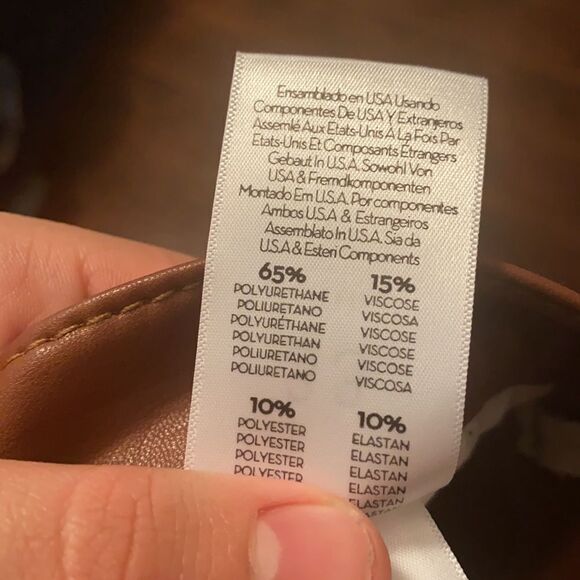 Ensamblado en USA Usando
Componentes De USA Y Extranjeros
Assemlé Aux Etats-Unis A La Fois Par
Etats-Unis Et Composants Étrangers
Gebaut In U.S.A. Sowohl Von
USA & Fremdkomponenten
Montado Em U.S.A. Por componentes
Ambos U.S.A & Estrangeiros
Assemblato In U.S.A. Sia da
U.S.A & Esteri Components
65%
POLYURETHANE
POLIURETANO
POLYURÉTHANE
POLYURETHAN
POLIURETANO
POLIURETANO
15%
VISCOSE
VISCOSA
VISCOSE
VISCOSE
VISCOSE
VISCOSA
10%
POLYESTER
POLYESTER
POLYESTER
POLYESTER
10%
ELASTAN
ELASTAN
ELASTAN
ELASTAN
ELASTAN